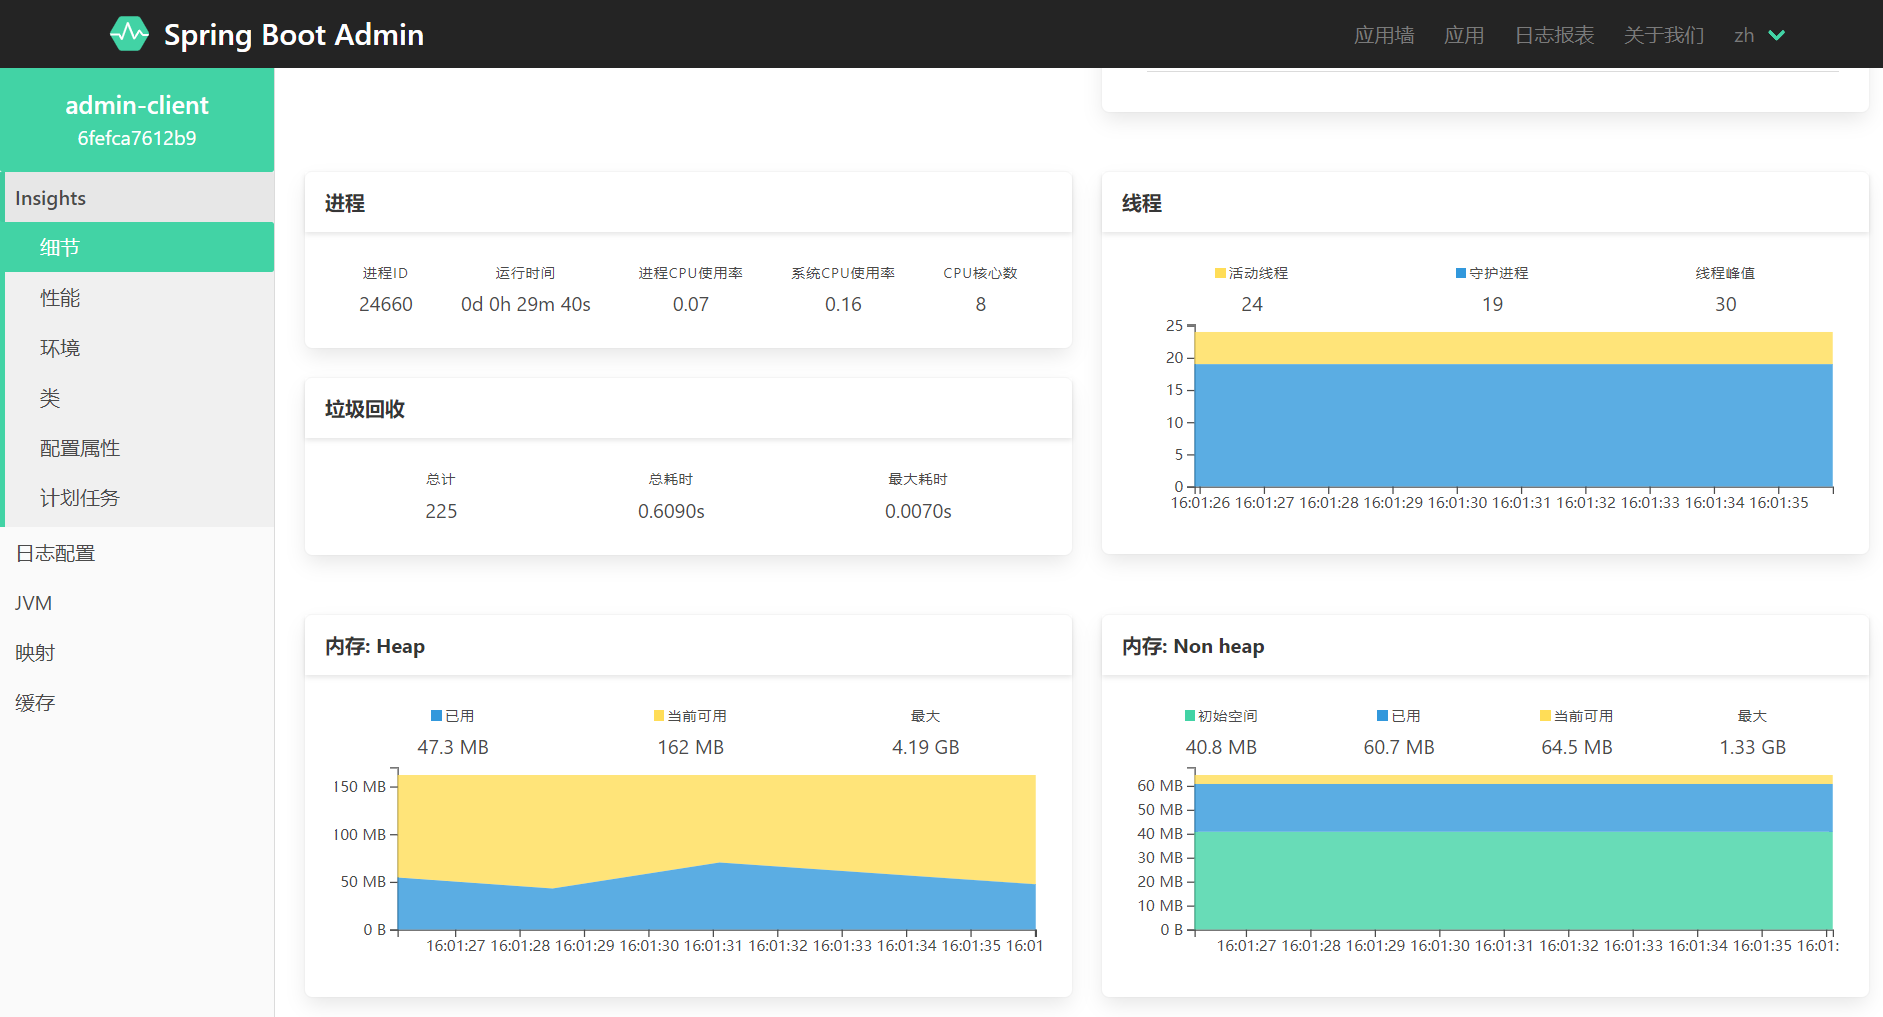 Spring Boot Admin
应用墙 应用 日志报表 关于我们 zh
admin-client
6fefca7612b9
Insights
细节
性能
环境
类
配置属性
计划任务
日志配置
JVM
映射
缓存
进程
进程ID 运行时间 进程CPU使用率 系统CPU使用率 CPU核心数
24660 0d 0h 29m 40s 0.07 0.16 8
垃圾回收
总计 总耗时 最大耗时
225 0.6090s 0.0070s
线程
活动线程 守护进程 线程峰值
24 19 30
25
20
15
10
5
0
16:01:26 16:01:27 16:01:28 16:01:29 16:01:30 16:01:31 16:01:32 16:01:33 16:01:34 16:01:35
内存: Heap
已用 当前可用 最大
47.3 MB 162 MB 4.19 GB
150 MB
100 MB
50 MB
0 B
16:01:27 16:01:28 16:01:29 16:01:30 16:01:31 16:01:32 16:01:33 16:01:34 16:01:35 16:01
内存: Non heap
初始空间 已用 当前可用 最大
40.8 MB 60.7 MB 64.5 MB 1.33 GB
60 MB
50 MB
40 MB
30 MB
20 MB
10 MB
0 B
16:01:27 16:01:28 16:01:29 16:01:30 16:01:31 16:01:32 16:01:33 16:01:34 16:01:35 16:01: